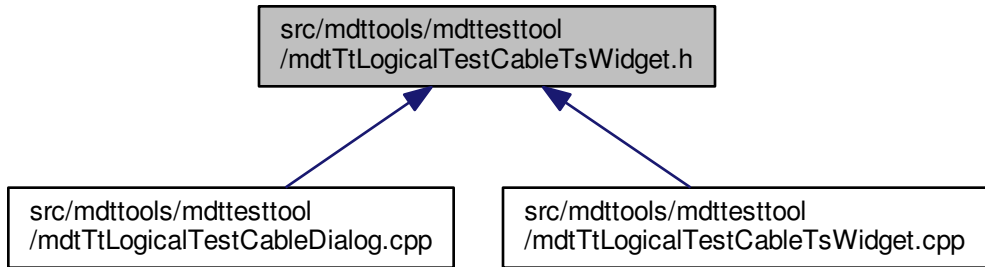 src/mdttools/mdttesttool
/mdtTtLogicalTestCableTsWidget.h
src/mdttools/mdttesttool
/mdtTtLogicalTestCableDialog.cpp
src/mdttools/mdttesttool
/mdtTtLogicalTestCableTsWidget.cpp